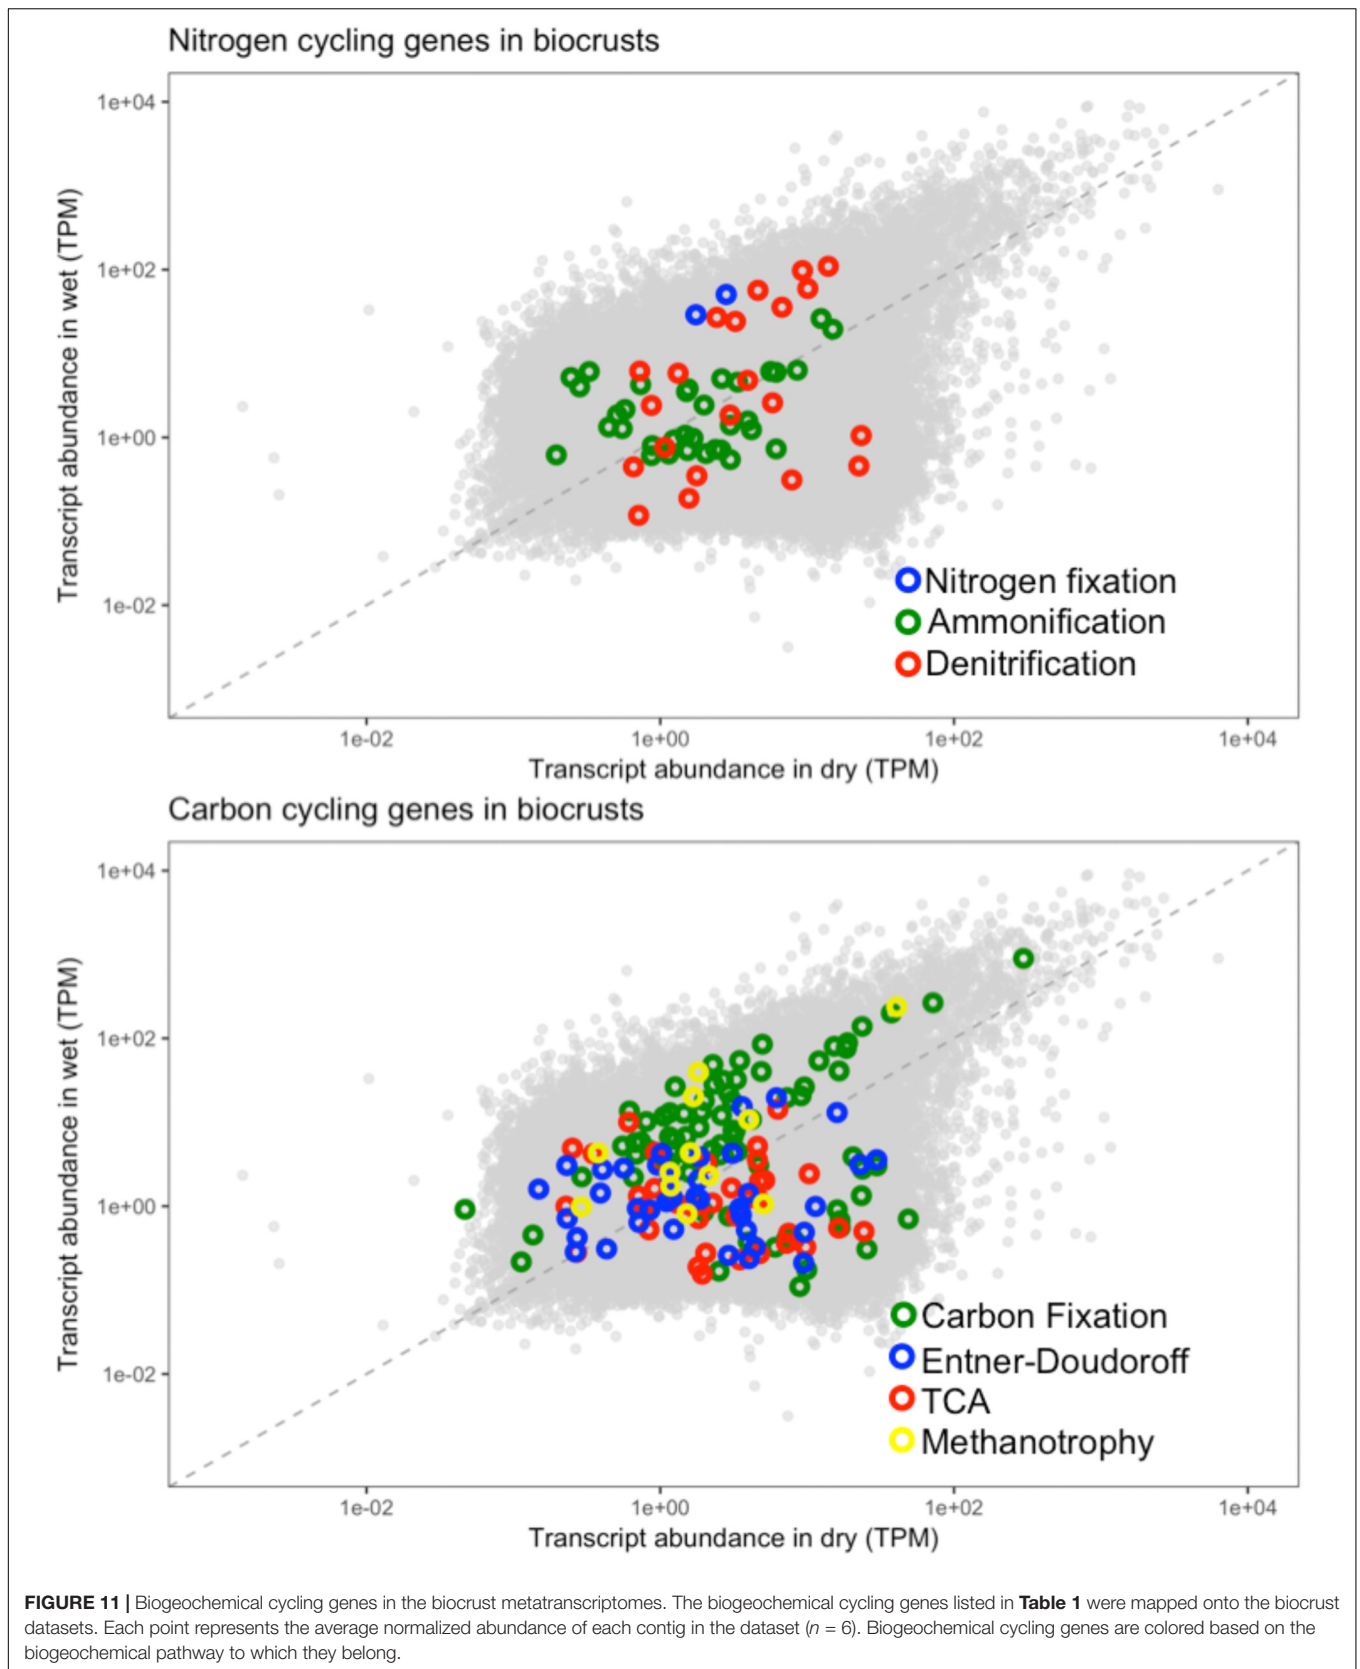 Nitrogen cycling genes in biocrusts
1e+04
1e+02
1e+00
1e-02
Transcript abundance in wet (TPM)
Nitrogen fixation
Ammonification
Denitrification
1e-02
1e+00
1e+02
1e+04
Transcript abundance in dry (TPM)
Carbon cycling genes in biocrusts
1e+04
1e+02
1e+00
1e-02
Transcript abundance in wet (TPM)
Carbon Fixation
Entner-Doudoroff
TCA
Methanotrophy
1e-02
1e+00
1e+02
1e+04
Transcript abundance in dry (TPM)
FIGURE 11 | Biogeochemical cycling genes in the biocrust metatranscriptomes. The biogeochemical cycling genes listed in Table 1 were mapped onto the biocrust
datasets. Each point represents the average normalized abundance of each contig in the dataset (n = 6). Biogeochemical cycling genes are colored based on the
biogeochemical pathway to which they belong.